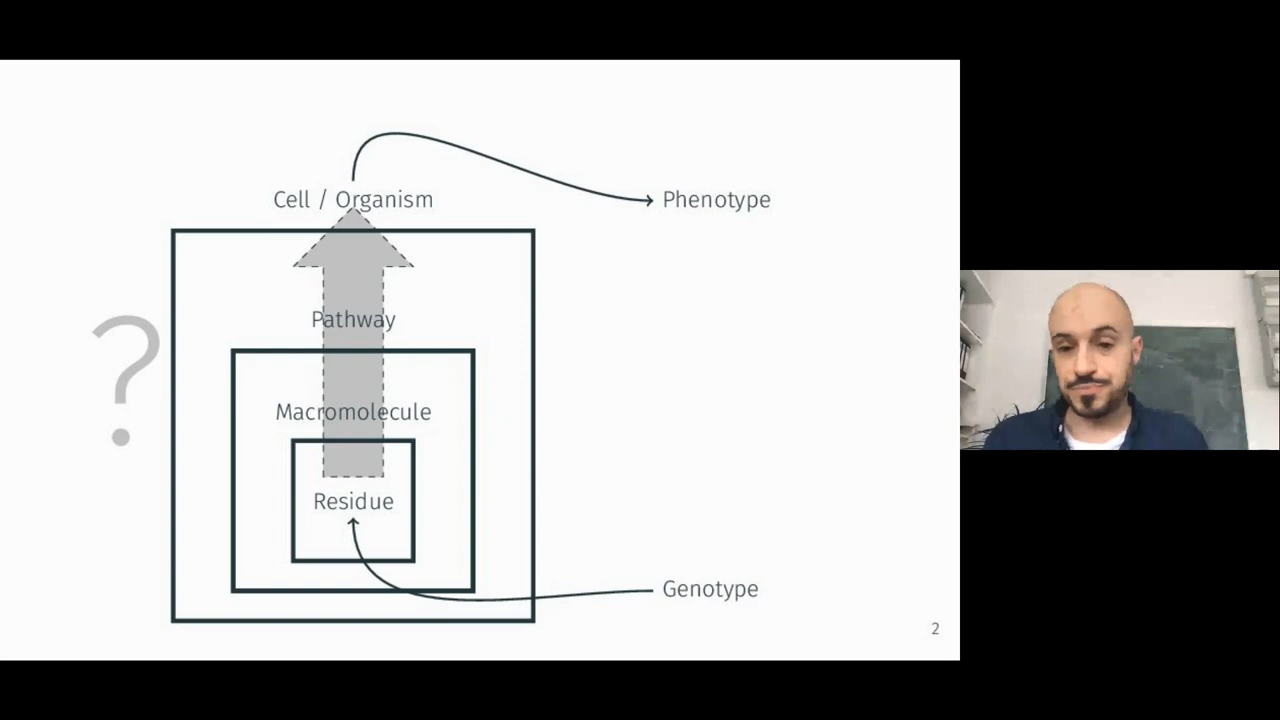 Cell / Organism
Phenotype
Pathway
?
Macromolecule
Residue
Genotype
2